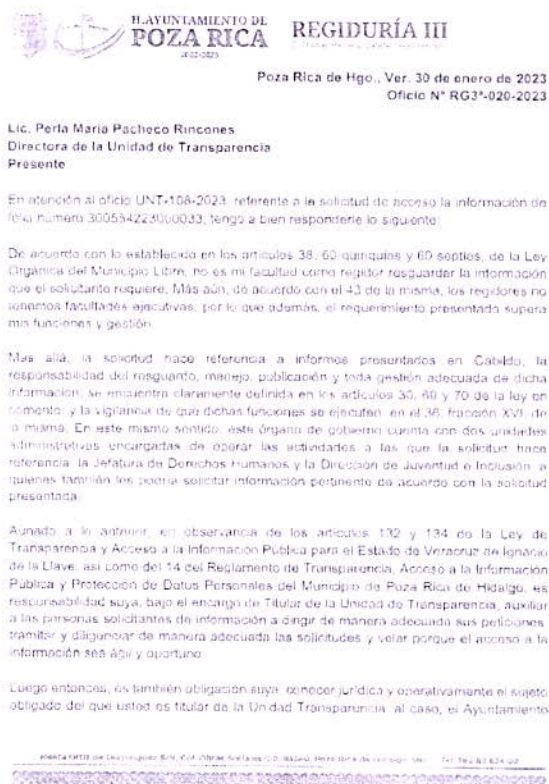 H. AYUNTAMIENTO DE
POZA RICA
2022-2025
REGIDURÍA III
Poza Rica de Hgo., Ver. 30 de enero de 2023
Oficio N° RG3ª-020-2023
Lic. Perla María Pacheco Rincones
Directora de la Unidad de Transparencia
Presente
En atención al oficio UNT-108-2023, referente a la solicitud de acceso la información de
folio número 300554223000033, tengo a bien responderle lo siguiente:
De acuerdo con lo establecido en los artículos 38, 60 quinquies y 60 septies, de la Ley
Orgánica del Municipio Libre, no es mi facultad como regidor resguardar la información
que el solicitante requiere. Más aún, de acuerdo con el 43 de la misma, los regidores no
tenemos facultades ejecutivas, por lo que además, el requerimiento presentado supera
mis funciones y gestión.
Mas allá, la solicitud hace referencia a informes presentados en Cabildo, la
responsabilidad del resguardo, manejo, publicación y toda gestión adecuada de dicha
información, se encuentra claramente definida en los artículos 30, 69 y 70 de la ley en
comento, y la vigilancia de que dichas funciones se ejecuten, en el 36, fracción XVI, de
la misma. En este mismo sentido, este órgano de gobierno cuenta con dos unidades
administrativas encargadas de operar las actividades a las que la solicitud hace
referencia: la Jefatura de Derechos Humanos y la Dirección de Juventud e Inclusión, a
quienes también les podría solicitar información pertinente de acuerdo con la solicitud
presentada.
Aunado a lo anterior, en observancia de los artículos 132 y 134 de la Ley de
Transparencia y Acceso a la Información Pública para el Estado de Veracruz de Ignacio
de la Llave, así como del 14 del Reglamento de Transparencia, Acceso a la Información
Pública y Protección de Datos Personales del Municipio de Poza Rica de Hidalgo, es
responsabilidad suya, bajo el encargo de Titular de la Unidad de Transparencia, auxiliar
a las personas solicitantes de información a dirigir de manera adecuada sus peticiones,
tramitar y diligenciar de manera adecuada las solicitudes y velar porque el acceso a la
información sea ágil y oportuno.
Luego entonces, es también obligación suya, conocer jurídica y operativamente el sujeto
obligado del que usted es titular de la Unidad Transparencia, al caso, el Ayuntamiento